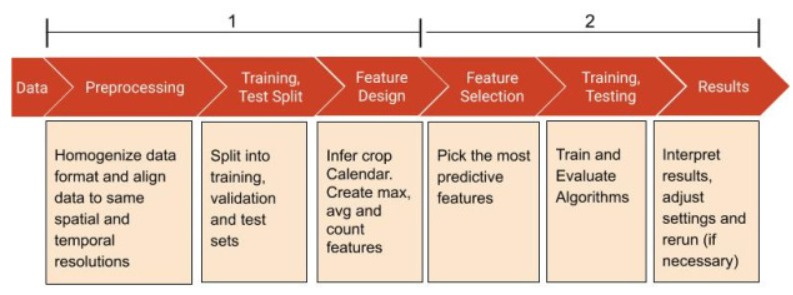 1
2
Data
Preprocessing
Training,
Test Split
Feature
Design
Feature
Selection
Training,
Testing
Results
Homogenize data
format and align
data to same
spatial and
temporal
resolutions
Split into
training,
validation
and test
sets
Infer crop
Calendar.
Create max,
avg and
count
features
Pick the most
predictive
features
Train and
Evaluate
Algorithms
Interpret
results,
adjust
settings and
rerun (if
necessary)